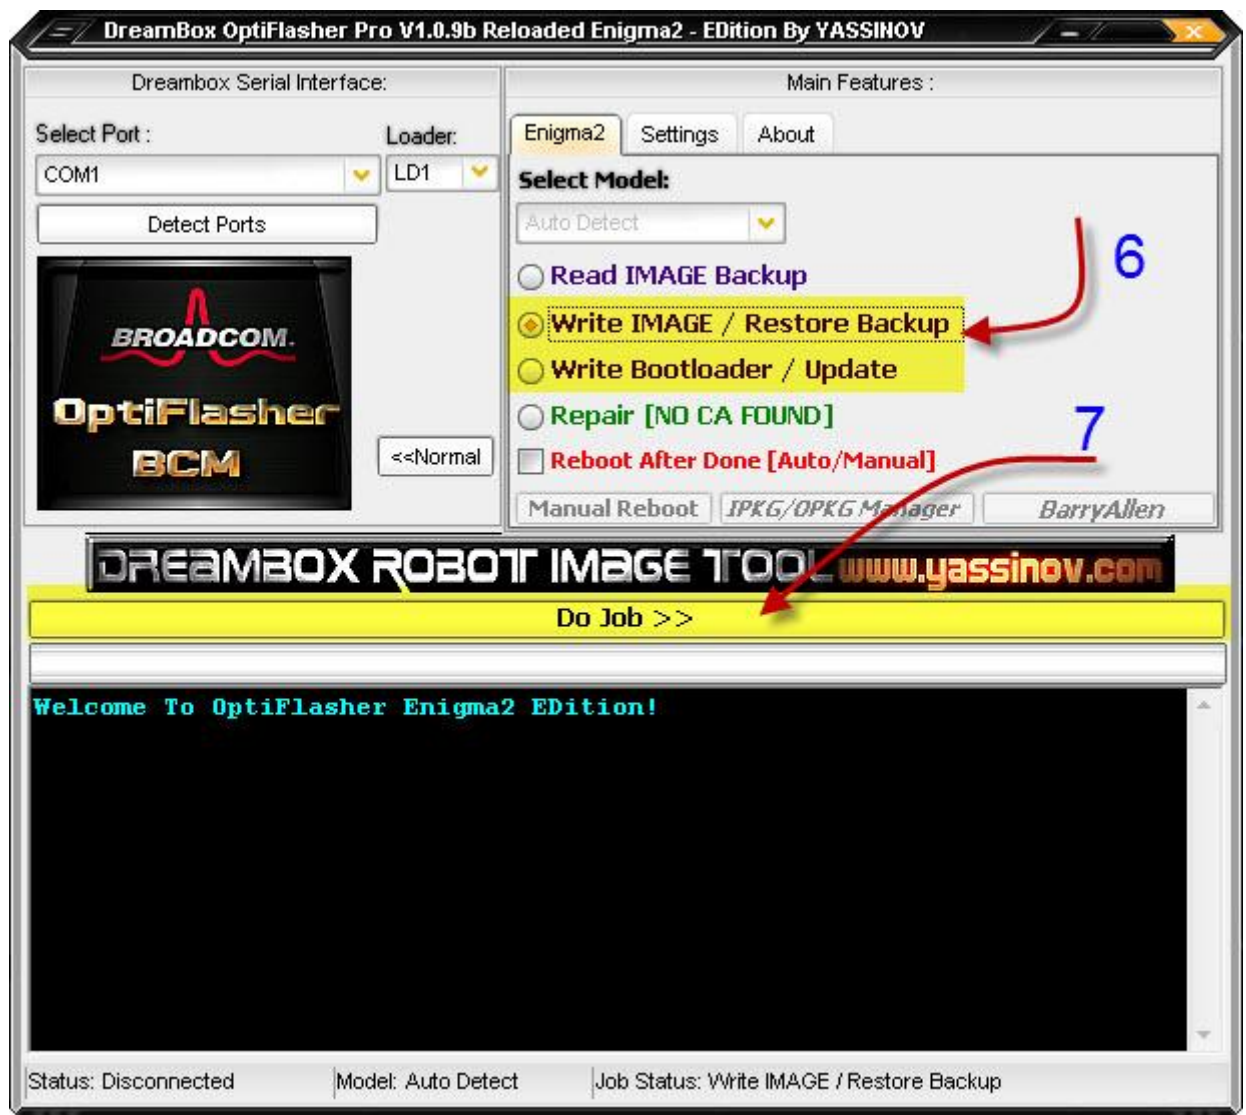 DreamBox OptiFlasher Pro V1.0.9b Reloaded Enigma2 - EDition By YASSINOV
Dreambox Serial Interface:
Main Features :
Select Port :
Loader:
COM1
LD1
Detect Ports
BROADCOM.
OptiFlasher
BCM
<<Normal
Enigma2
Settings
About
Select Model:
Auto Detect
6
Read IMAGE Backup
Write IMAGE / Restore Backup
Write Bootloader / Update
Repair [NO CA FOUND]
7
Reboot After Done [Auto/Manual]
Manual Reboot
IPKG/OPKG Manager
BarryAllen
DREAMBOX ROBOT IMAGE TOOL www.yassinov.com
Do Job >>
Welcome To OptiFlasher Enigma2 EDition!
Status: Disconnected
Model: Auto Detect
Job Status: Write IMAGE / Restore Backup